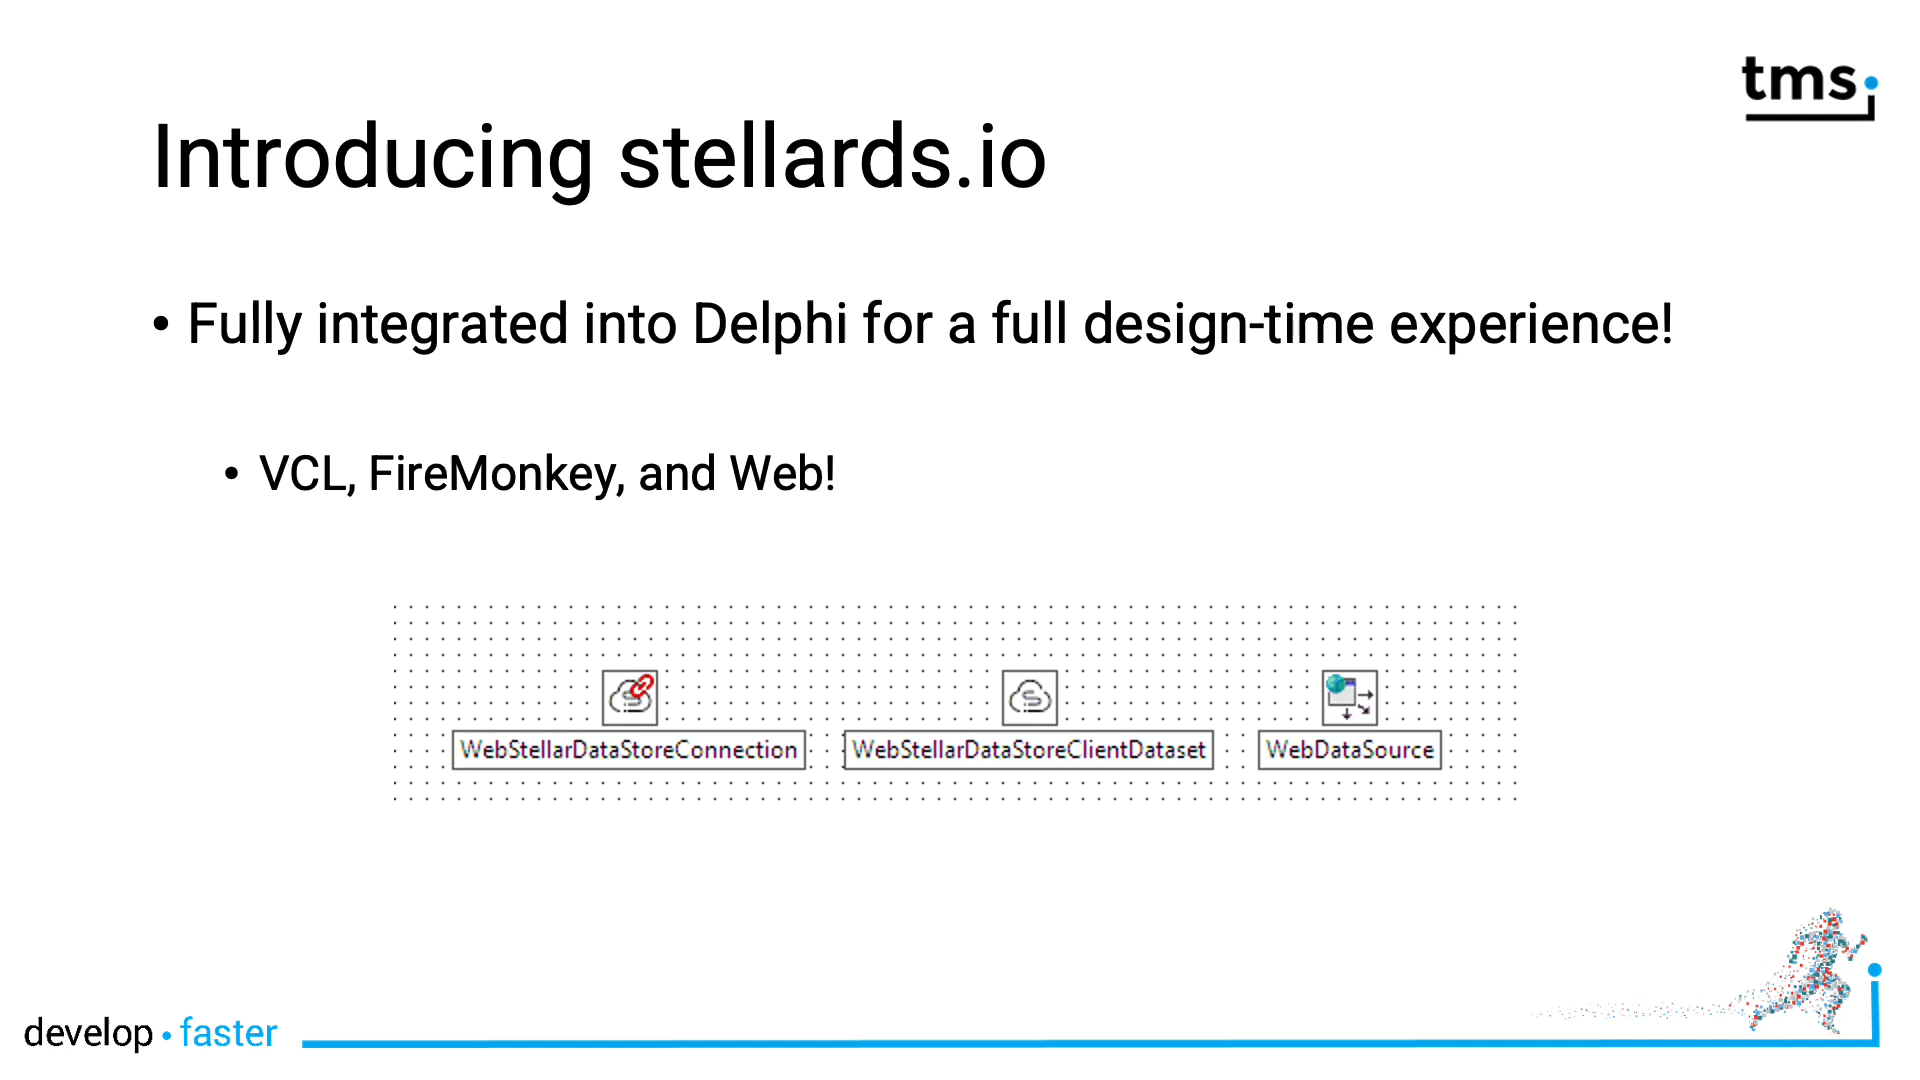 tms
Introducing stellards.io
• Fully integrated into Delphi for a full design-time experience!
• VCL, FireMonkey, and Web!
WebStellarDataStoreConnection
WebStellarDataStoreClientDataset
WebDataSource
develop • faster